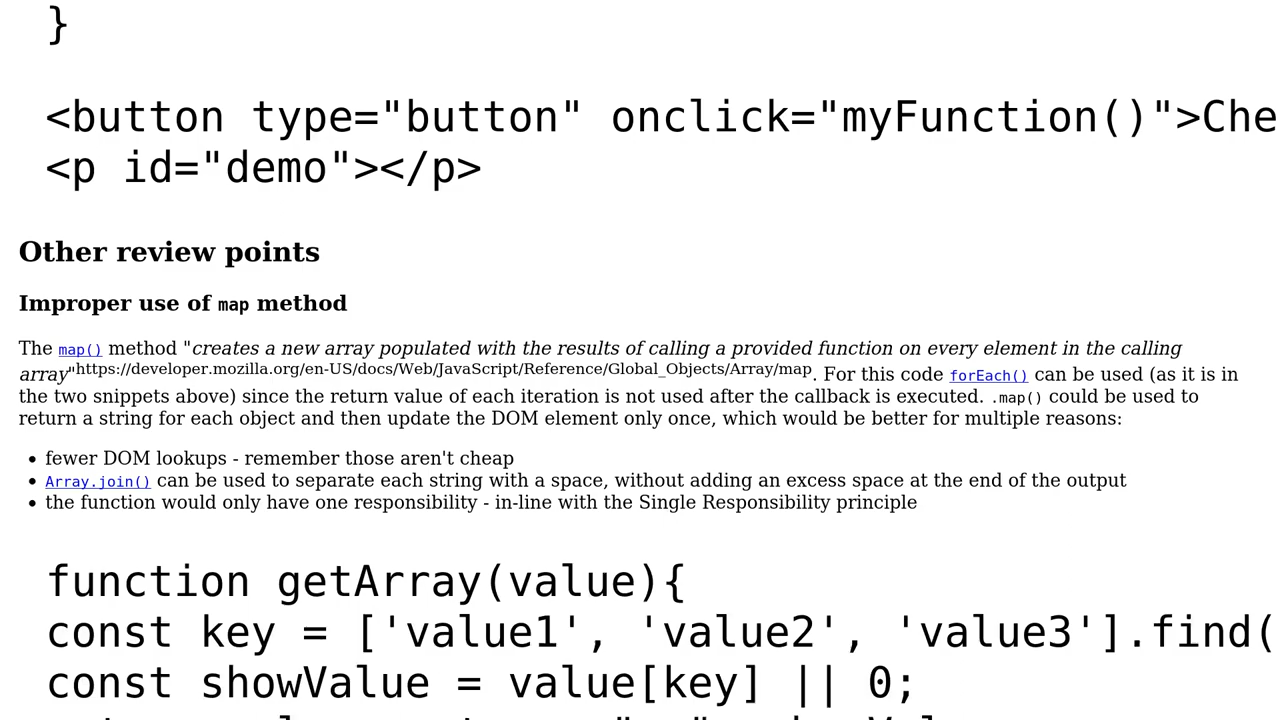 }
<button type="button" onclick="myFunction()">Che
<p id="demo"></p>
Other review points
Improper use of map method
The map() method "creates a new array populated with the results of calling a provided function on every element in the calling
array"https://developer.mozilla.org/en-US/docs/Web/JavaScript/Reference/Global_Objects/Array/map. For this code forEach() can be used (as it is in
the two snippets above) since the return value of each iteration is not used after the callback is executed. .map() could be used to
return a string for each object and then update the DOM element only once, which would be better for multiple reasons:
• fewer DOM lookups - remember those aren't cheap
• Array.join() can be used to separate each string with a space, without adding an excess space at the end of the output
• the function would only have one responsibility - in-line with the Single Responsibility principle
function getArray(value){
const key = ['value1', 'value2', 'value3'].find(
const showValue = value[key] || 0;